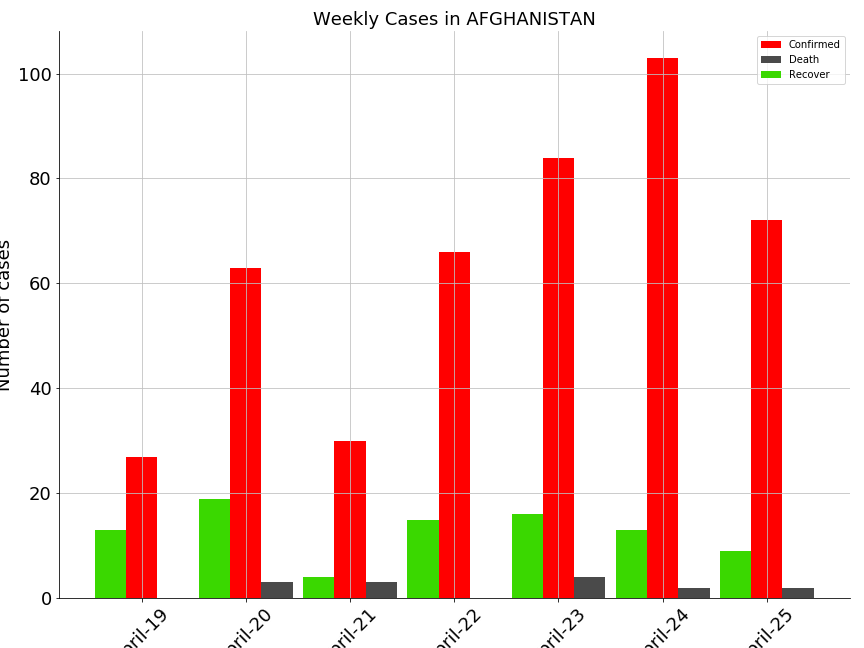 Weekly Cases in AFGHANISTAN
Confirmed
Death
Recover
Number of cases
100
80
60
40
20
0
pril-19
pril-20
pril-21
pril-22
pril-23
pril-24
pril-25